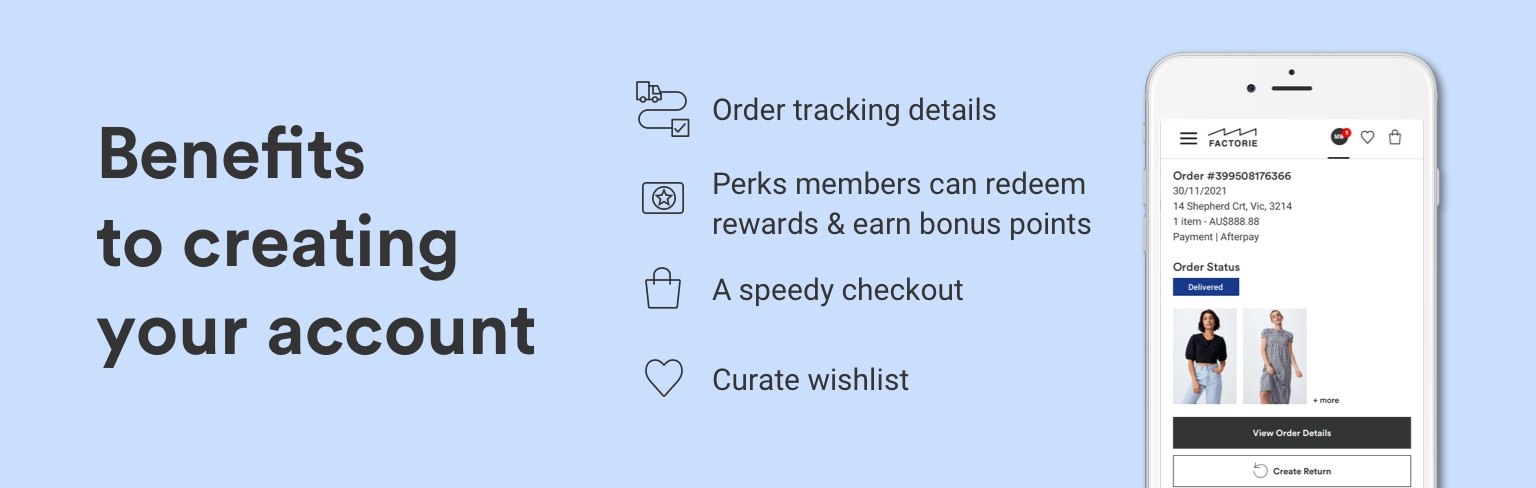 Benefits
to creating
your account
Order tracking details
Perks members can redeem
rewards & earn bonus points
A speedy checkout
Curate wishlist
FACTORIE
MW
Order #399508176366
30/11/2021
14 Shepherd Crt, Vic, 3214
1 item - AU$888.88
Payment | Afterpay
Order Status
Delivered
+ more
View Order Details
Create Return